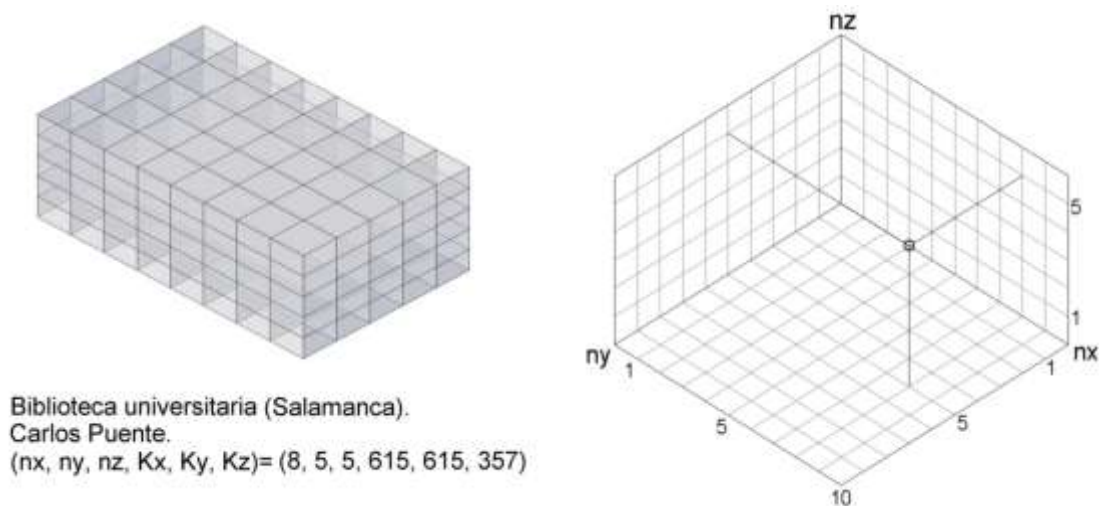 nz
5
1
ny
nx
1
1
5
5
10
Biblioteca universitaria (Salamanca).
Carlos Puente.
(nx, ny, nz, Kx, Ky, Kz)= (8, 5, 5, 615, 615, 357)